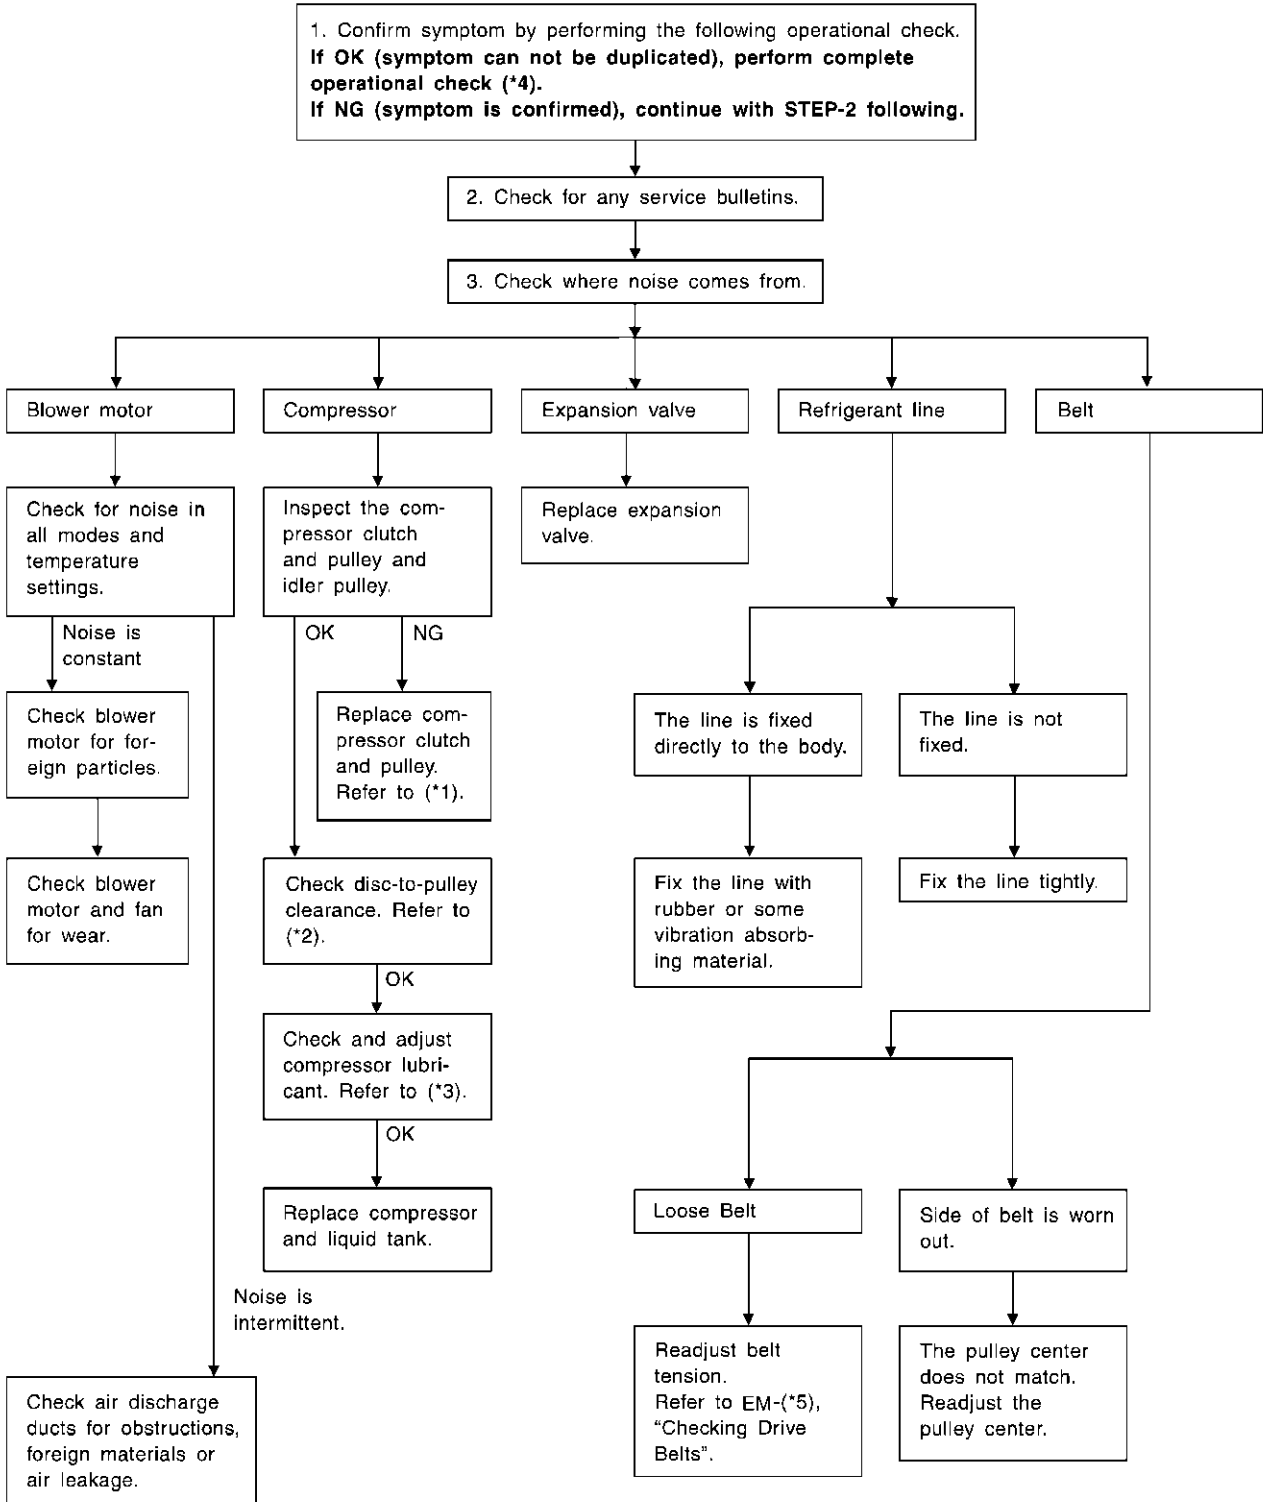 1. Confirm symptom by performing the following operational check.
If OK (symptom can not be duplicated), perform complete
operational check (*4).
If NG (symptom is confirmed), continue with STEP-2 following.
2. Check for any service bulletins.
3. Check where noise comes from.
Blower motor
Compressor
Expansion valve
Refrigerant line
Belt
Check for noise in
all modes and
temperature
settings.
Inspect the com-
pressor clutch
and pulley and
idler pulley.
Replace expansion
valve.
Noise is
constant
OK
NG
Check blower
motor for for-
eign particles.
Replace com-
pressor clutch
and pulley.
Refer to (*1).
The line is fixed
directly to the body.
The line is not
fixed.
Check blower
motor and fan
for wear.
Check disc-to-pulley
clearance. Refer to
(*2).
Fix the line with
rubber or some
vibration absorb-
ing material.
Fix the line tightly.
OK
Check and adjust
compressor lubri-
cant. Refer to (*3).
OK
Replace compressor
and liquid tank.
Loose Belt
Side of belt is worn
out.
Noise is
intermittent.
Check air discharge
ducts for obstructions,
foreign materials or
air leakage.
Readjust belt
tension.
Refer to EM-(*5),
“Checking Drive
Belts”.
The pulley center
does not match.
Readjust the
pulley center.